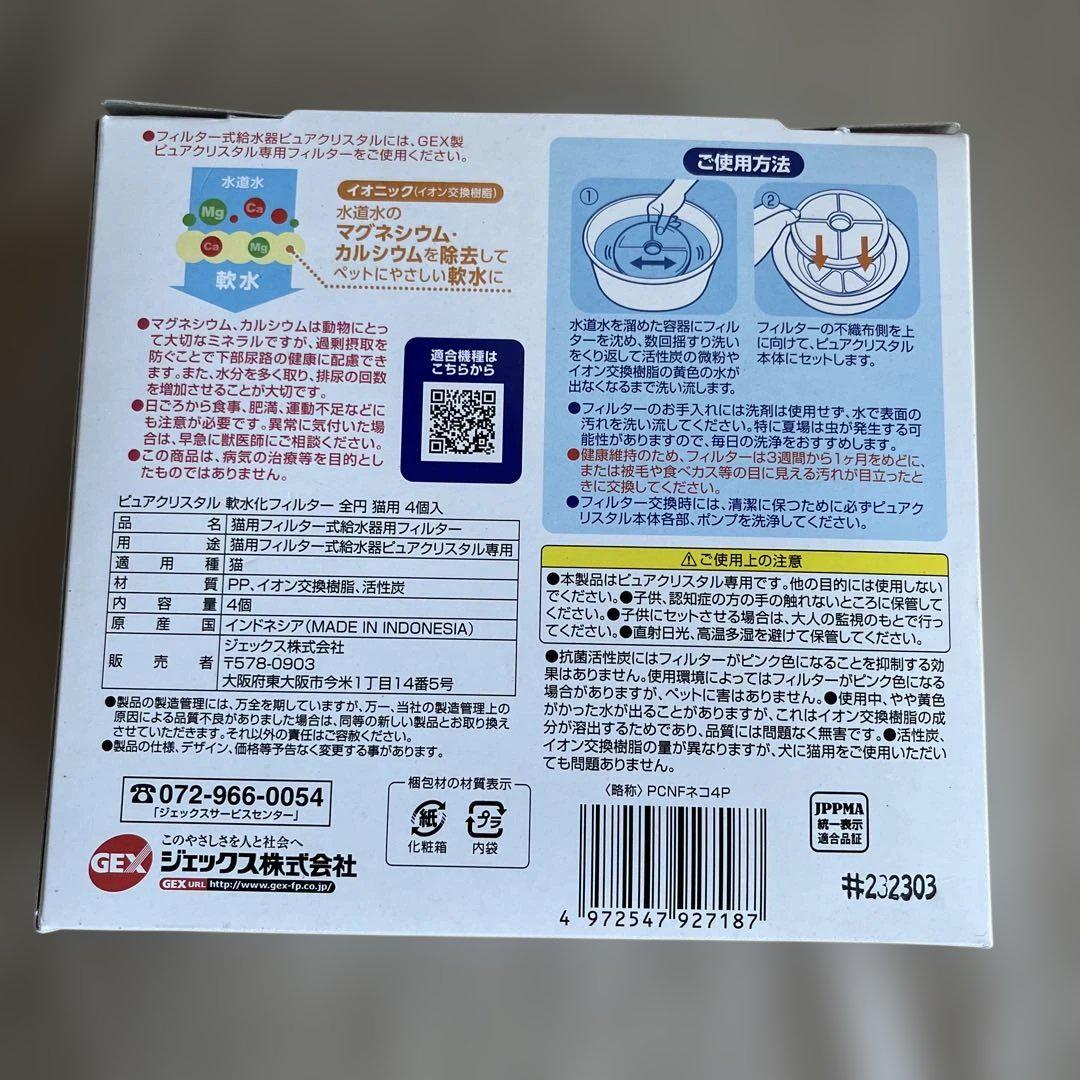 ●フィルター式給水器ピュアクリスタルには、GEX製
ピュアクリスタル専用フィルターをご使用ください。
水道水
Mg
Ca
Ca
Mg
軟水
イオニック(イオン交換樹脂)
水道水の
マグネシウム・
カルシウムを除去して
ペットにやさしい軟水に
●マグネシウム、カルシウムは動物にとっ
て大切なミネラルですが、過剰摂取を
防ぐことで下部尿路の健康に配慮でき
ます。また、水分を多く取り、排尿の回数
を増加させることが大切です。
●日ごろから食事、肥満、運動不足などに
も注意が必要です。異常に気付いた場
合は、早急に獣医師にご相談ください。
●この商品は、病気の治療等を目的とし
たものではありません。
適合機種は
こちらから
ピュアクリスタル 軟水化フィルター 全円 猫用 4個入
品名 猫用フィルター式給水器用フィルター
用途 猫用フィルター式給水器ピュアクリスタル専用
適用種 猫
材質 PP、イオン交換樹脂、活性炭
内容量 4個
原産国 インドネシア(MADE IN INDONESIA)
販売者 ジェックス株式会社
〒578-0903
大阪府東大阪市今米1丁目14番5号
●製品の製造管理には、万全を期していますが、万一、当社の製造管理上の
原因による品質不良がありました場合は、同等の新しい製品とお取り換え
させていただきます。それ以外の責任はご容赦ください。
●製品の仕様、デザイン、価格等予告なく変更する事があります。
☎072-966-0054
「ジェックスサービスセンター」
梱包材の材質表示
紙
化粧箱
プラ
内袋
GEX
このやさしさを人と社会へ
ジェックス株式会社
GEX URL http://www.gex-fp.co.jp/
ご使用方法
①
②
水道水を溜めた容器にフィル
ターを沈め、数回揺すり洗い
をくり返して活性炭の微粉や
イオン交換樹脂の黄色の水が
出なくなるまで洗い流します。
フィルターの不織布側を上
に向けて、ピュアクリスタル
本体にセットします。
●フィルターのお手入れには洗剤は使用せず、水で表面の
汚れを洗い流してください。特に夏場は虫が発生する可
能性がありますので、毎日の洗浄をおすすめします。
●健康維持のため、フィルターは3週間から1ヶ月をめどに、
または被毛や食べカス等の目に見える汚れが目立ったとき
に交換してください。
●フィルター交換時には、清潔に保つために必ずピュアク
リスタル本体各部、ポンプを洗浄してください。
⚠ご使用上の注意
●本製品はピュアクリスタル専用です。他の目的には使用しない
でください。●子供、認知症の方の手の触れないところに保管して
ください。●子供にセットさせる場合は、大人の監視のもとで行っ
てください。●直射日光、高温多湿を避けて保管してください。
●抗菌活性炭にはフィルターがピンク色になることを抑制する効
果はありません。使用環境によってはフィルターがピンク色になる
場合がありますが、ペットに害はありません。●使用中、やや黄色
がかった水が出ることがありますが、これはイオン交換樹脂の成
分が溶出するためであり、品質には問題なく無害です。●活性炭、
イオン交換樹脂の量が異なりますが、犬に猫用をご使用いただい
ても問題ありません。
〈略称〉PCNFネコ4P
4 972547 927187
JPPMA
統一表示
適合品証
#232303